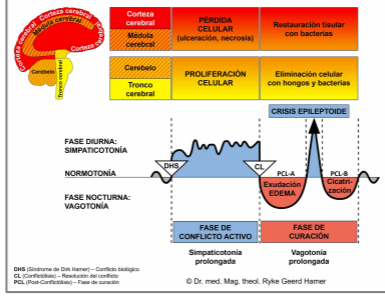 Corteza cerebral
Médula cerebral
Corteza cerebral
Corteza cerebral
Cerebelo
Tronco cerebral
Corteza
cerebral
Médula
cerebral
PÉRDIDA
CELULAR
(ulceración, necrosis)
Restauración tisular
con bacterias
Cerebelo
Tronco
cerebral
PROLIFERACIÓN
CELULAR
Eliminación celular
con hongos y bacterias
CRISIS EPILEPTOIDE
FASE DIURNA:
SIMPATICOTONÍA
DHS
CL
PCL-A
PCL-B
NORMOTONÍA
Exudación
EDEMA
Cicatri-
zación
FASE NOCTURNA:
VAGOTONÍA
FASE DE
CONFLICTO ACTIVO
FASE DE
CURACIÓN
Simpaticotonía
prolongada
Vagotonía
prolongada
DHS (Síndrome de Dirk Hamer) – Conflicto biológico
CL (Conflictólisis) – Resolución del conflicto
PCL (Post-Conflictólisis) – Fase de curación
© Dr. med. Mag. theol. Ryke Geerd Hamer